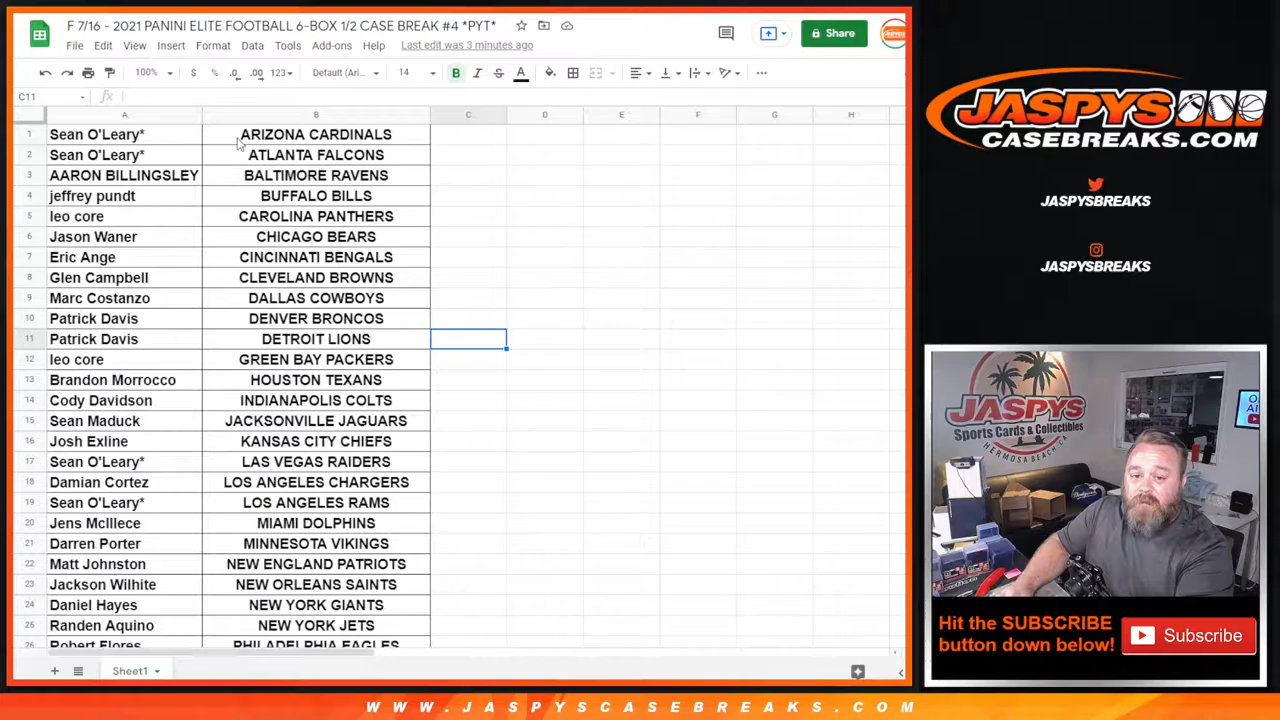 F 7/16 - 2021 PANINI ELITE FOOTBALL 6-BOX 1/2 CASE BREAK #4 *PYT*
File Edit View Insert Format Data Tools Add-ons Help Last edit was 3 minutes ago
Share
100% $ % .0 .00 123 Default (Ari... 14 B I S A
C11 fx
A B C D E F G H
1 Sean O'Leary* ARIZONA CARDINALS
2 Sean O'Leary* ATLANTA FALCONS
3 AARON BILLINGSLEY BALTIMORE RAVENS
4 jeffrey pundt BUFFALO BILLS
5 leo core CAROLINA PANTHERS
6 Jason Waner CHICAGO BEARS
7 Eric Ange CINCINNATI BENGALS
8 Glen Campbell CLEVELAND BROWNS
9 Marc Costanzo DALLAS COWBOYS
10 Patrick Davis DENVER BRONCOS
11 Patrick Davis DETROIT LIONS
12 leo core GREEN BAY PACKERS
13 Brandon Morrocco HOUSTON TEXANS
14 Cody Davidson INDIANAPOLIS COLTS
15 Sean Maduck JACKSONVILLE JAGUARS
16 Josh Exline KANSAS CITY CHIEFS
17 Sean O'Leary* LAS VEGAS RAIDERS
18 Damian Cortez LOS ANGELES CHARGERS
19 Sean O'Leary* LOS ANGELES RAMS
20 Jens McIllece MIAMI DOLPHINS
21 Darren Porter MINNESOTA VIKINGS
22 Matt Johnston NEW ENGLAND PATRIOTS
23 Jackson Wilhite NEW ORLEANS SAINTS
24 Daniel Hayes NEW YORK GIANTS
25 Randen Aquino NEW YORK JETS
26 Robert Flores PHILADELPHIA EAGLES
Sheet1
JASPYS
CASEBREAKS.COM
JASPYSBREAKS
JASPYSBREAKS
JASPYS
Sports Cards & Collectibles
HERMOSA BEACH, CA
Hit the SUBSCRIBE
button down below!
Subscribe
WWW.JASPYSCASEBREAKS.COM